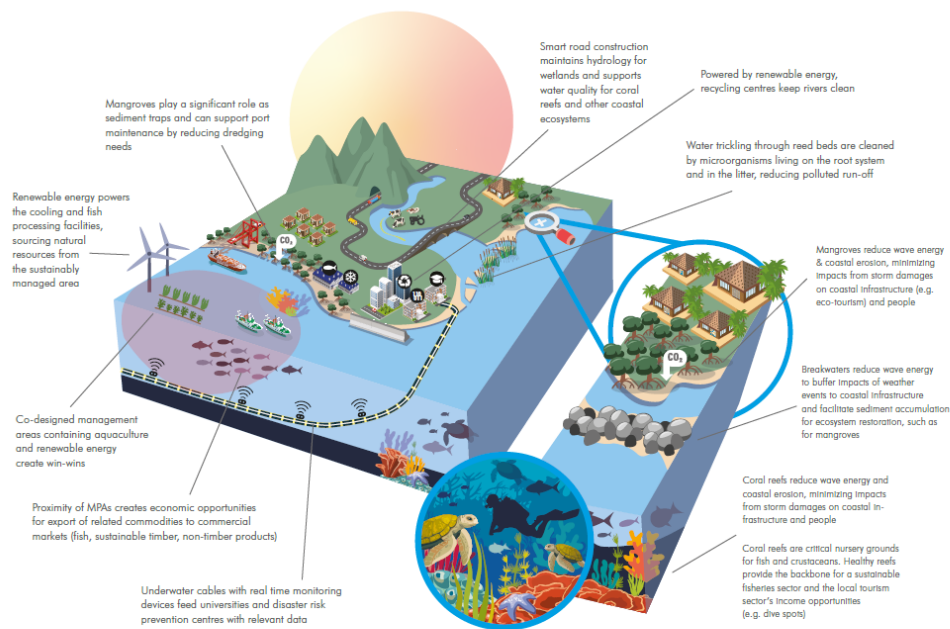 Smart road construction
maintains hydrology for
wetlands and supports
water quality for coral
reefs and other coastal
ecosystems
Powered by renewable energy,
recycling centres keep rivers clean
Mangroves play a significant role as
sediment traps and can support port
maintenance by reducing dredging
needs
Water trickling through reed beds are cleaned
by microorganisms living on the root system
and in the litter, reducing polluted run-off
Renewable energy powers
the cooling and fish
processing facilities,
sourcing natural
resources from
the sustainably
managed area
CO₂
Mangroves reduce wave energy
& coastal erosion, minimizing
impacts from storm damages
on coastal infrastructure (e.g.
eco-tourism) and people
CO₂
Breakwaters reduce wave energy
to buffer impacts of weather
events to coastal infrastructure
and facilitate sediment accumulation
for ecosystem restoration, such as
for mangroves
Co-designed management
areas containing aquaculture
and renewable energy
create win-wins
Proximity of MPAs creates economic opportunities
for export of related commodities to commercial
markets (fish, sustainable timber, non-timber products)
Coral reefs reduce wave energy and
coastal erosion, minimizing impacts
from storm damages on coastal in-
frastructure and people
Coral reefs are critical nursery grounds
for fish and crustaceans. Healthy reefs
provide the backbone for a sustainable
fisheries sector and the local tourism
sector's income opportunities
(e.g. dive spots)
Underwater cables with real time monitoring
devices feed universities and disaster risk
prevention centres with relevant data